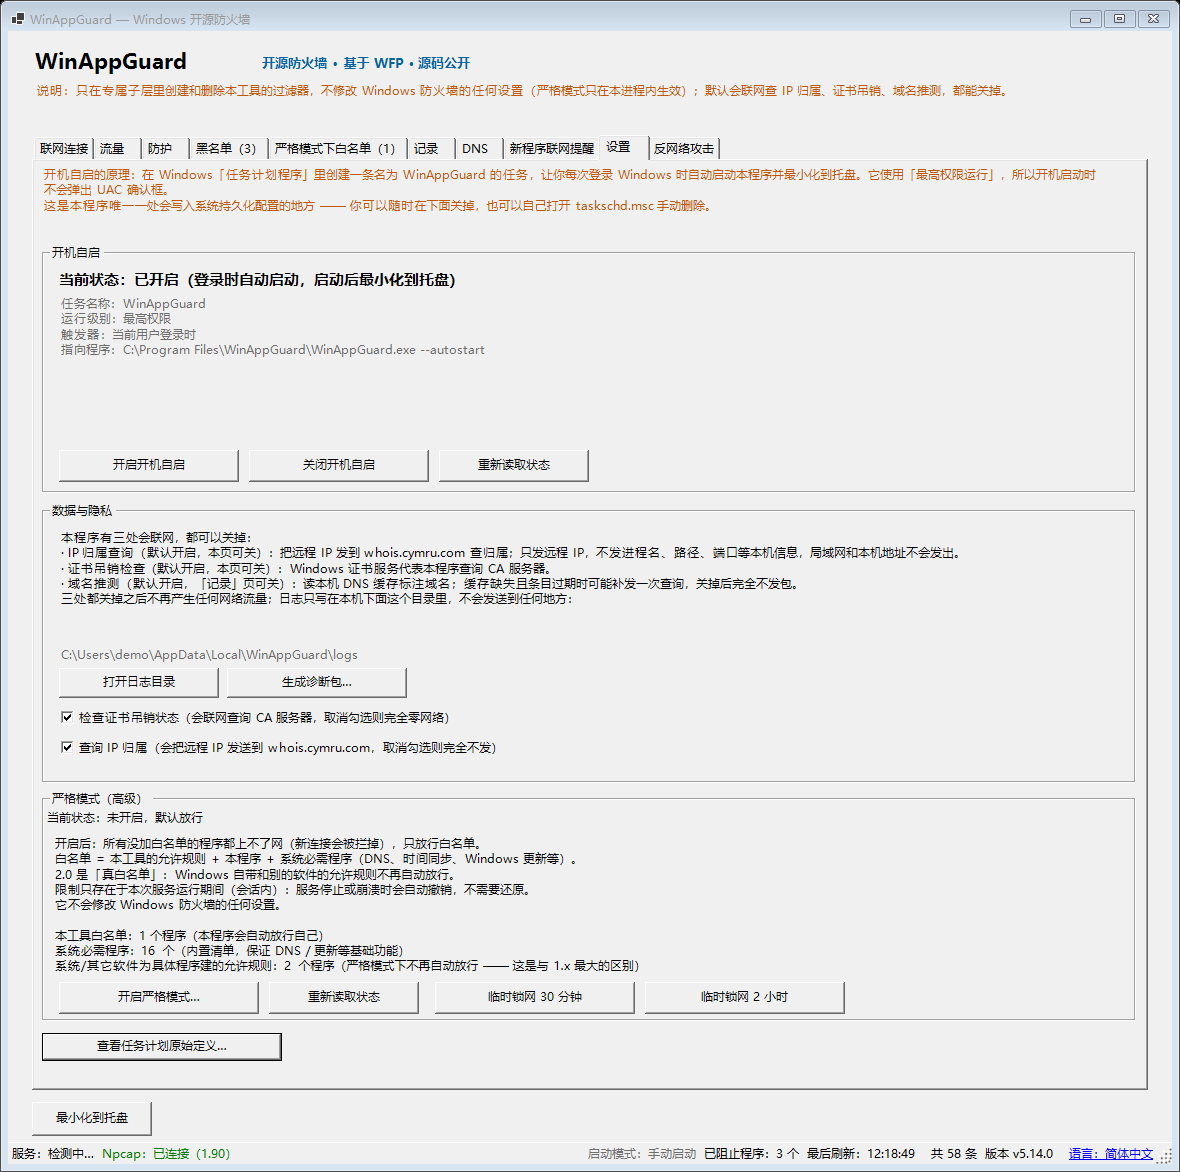 WinAppGuard — Windows 开源防火墙
WinAppGuard
开源防火墙 • 基于 WFP • 源码公开
说明：只在专属子层里创建和删除本工具的过滤器，不修改 Windows 防火墙的任何设置（严格模式只在本进程内生效）；默认会联网查 IP 归属、证书吊销、域名推测，都能关掉。
联网连接 流量 防护 黑名单（3） 严格模式下白名单（1） 记录 DNS 新程序联网提醒 设置 反网络攻击
开机自启的原理：在 Windows「任务计划程序」里创建一条名为 WinAppGuard 的任务，让你每次登录 Windows 时自动启动本程序并最小化到托盘。它使用「最高权限运行」，所以开机启动时
不会弹出 UAC 确认框。
这是本程序唯一一处会写入系统持久化配置的地方 —— 你可以随时在下面关掉，也可以自己打开 taskschd.msc 手动删除。
开机自启
当前状态：已开启（登录时自动启动，启动后最小化到托盘）
任务名称：WinAppGuard
运行级别：最高权限
触发器：当前用户登录时
指向程序：C:\Program Files\WinAppGuard\WinAppGuard.exe --autostart
开启开机自启 关闭开机自启 重新读取状态
数据与隐私
本程序有三处会联网，都可以关掉：
· IP 归属查询（默认开启，本页可关）：把远程 IP 发到 whois.cymru.com 查归属；只发远程 IP，不发进程名、路径、端口等本机信息，局域网和本机地址不会发出。
· 证书吊销检查（默认开启，本页可关）：Windows 证书服务代表本程序查询 CA 服务器。
· 域名推测（默认开启，「记录」页可关）：读本机 DNS 缓存标注域名；缓存缺失且条目过期时可能补发一次查询，关掉后完全不发包。
三处都关掉之后不再产生任何网络流量；日志只写在本机下面这个目录里，不会发送到任何地方：
C:\Users\demo\AppData\Local\WinAppGuard\logs
打开日志目录 生成诊断包...
检查证书吊销状态（会联网查询 CA 服务器，取消勾选则完全零网络）
查询 IP 归属（会把远程 IP 发送到 whois.cymru.com，取消勾选则完全不发）
严格模式（高级）
当前状态：未开启，默认放行
开启后：所有没加白名单的程序都上不了网（新连接会被拦掉），只放行白名单。
白名单 = 本工具的允许规则 + 本程序 + 系统必需程序（DNS、时间同步、Windows 更新等）。
2.0 是「真白名单」：Windows 自带和别的软件的允许规则不再自动放行。
限制只存在于本次服务运行期间（会话内）：服务停止或崩溃时会自动撤销，不需要还原。
它不会修改 Windows 防火墙的任何设置。
本工具白名单：1 个程序（本程序会自动放行自己）
系统必需程序：16 个（内置清单，保证 DNS / 更新等基础功能）
系统/其它软件为具体程序建的允许规则：2 个程序（严格模式下不再自动放行 —— 这是与 1.x 最大的区别）
开启严格模式... 重新读取状态 临时锁网 30 分钟 临时锁网 2 小时
查看任务计划原始定义...
最小化到托盘
服务：检测中... Npcap：已连接（1.90） 启动模式：手动启动 已阻止程序：3 个 最后刷新：12:18:49 共 58 条 版本 v5.14.0 语言：简体中文